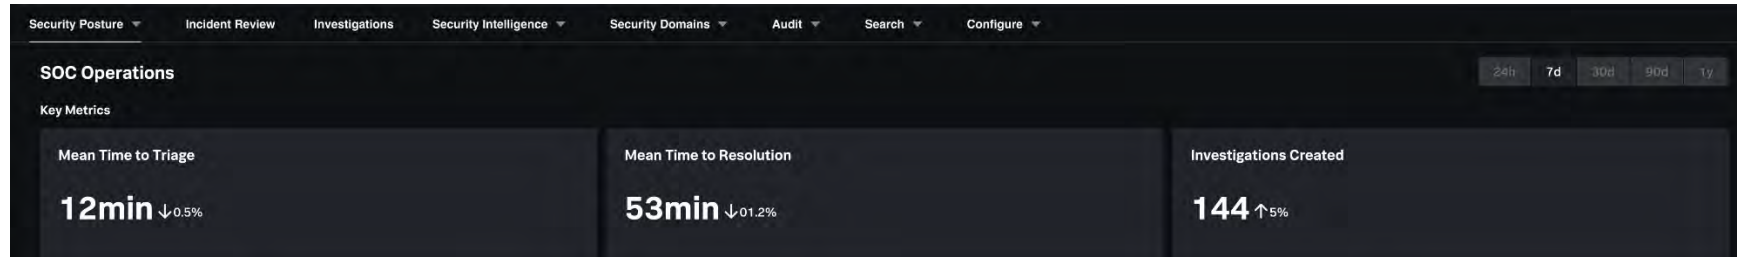 Security Posture Incident Review Investigations Security Intelligence Security Domains Audit Search Configure
SOC Operations 24h 7d 30d 90d 1y
Key Metrics
Mean Time to Triage Mean Time to Resolution Investigations Created
12min ↓0.5% 53min ↓01.2% 144 ↑5%